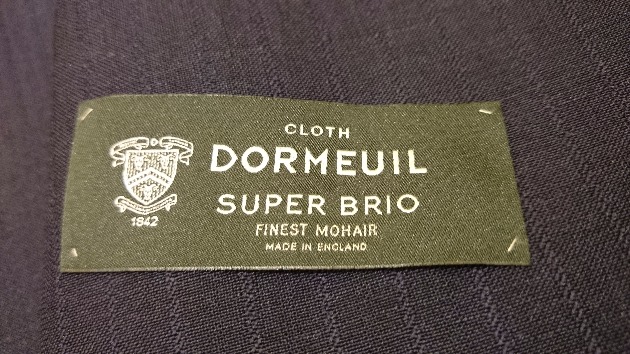 CLOTH
DORMEUIL
SUPER BRIO
FINEST MOHAIR
MADE IN ENGLAND
1842